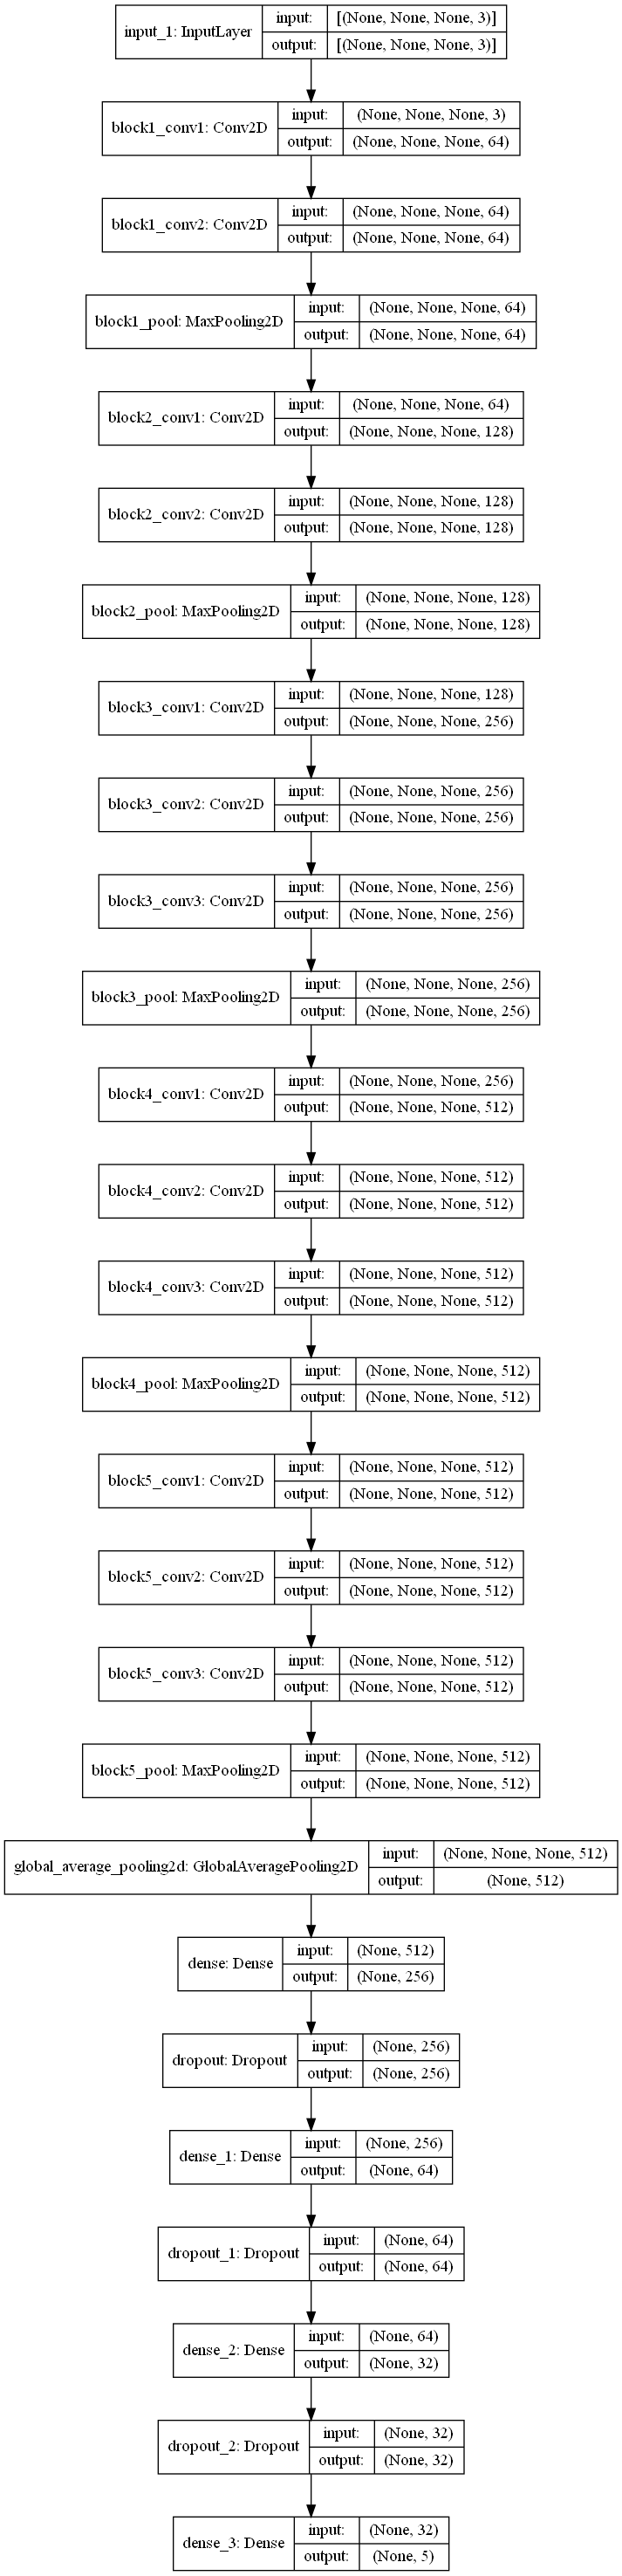 input_1: InputLayer
input: [(None, None, None, 3)]
output: [(None, None, None, 3)]
block1_conv1: Conv2D
input: (None, None, None, 3)
output: (None, None, None, 64)
block1_conv2: Conv2D
input: (None, None, None, 64)
output: (None, None, None, 64)
block1_pool: MaxPooling2D
input: (None, None, None, 64)
output: (None, None, None, 64)
block2_conv1: Conv2D
input: (None, None, None, 64)
output: (None, None, None, 128)
block2_conv2: Conv2D
input: (None, None, None, 128)
output: (None, None, None, 128)
block2_pool: MaxPooling2D
input: (None, None, None, 128)
output: (None, None, None, 128)
block3_conv1: Conv2D
input: (None, None, None, 128)
output: (None, None, None, 256)
block3_conv2: Conv2D
input: (None, None, None, 256)
output: (None, None, None, 256)
block3_conv3: Conv2D
input: (None, None, None, 256)
output: (None, None, None, 256)
block3_pool: MaxPooling2D
input: (None, None, None, 256)
output: (None, None, None, 256)
block4_conv1: Conv2D
input: (None, None, None, 256)
output: (None, None, None, 512)
block4_conv2: Conv2D
input: (None, None, None, 512)
output: (None, None, None, 512)
block4_conv3: Conv2D
input: (None, None, None, 512)
output: (None, None, None, 512)
block4_pool: MaxPooling2D
input: (None, None, None, 512)
output: (None, None, None, 512)
block5_conv1: Conv2D
input: (None, None, None, 512)
output: (None, None, None, 512)
block5_conv2: Conv2D
input: (None, None, None, 512)
output: (None, None, None, 512)
block5_conv3: Conv2D
input: (None, None, None, 512)
output: (None, None, None, 512)
block5_pool: MaxPooling2D
input: (None, None, None, 512)
output: (None, None, None, 512)
global_average_pooling2d: GlobalAveragePooling2D
input: (None, None, None, 512)
output: (None, 512)
dense: Dense
input: (None, 512)
output: (None, 256)
dropout: Dropout
input: (None, 256)
output: (None, 256)
dense_1: Dense
input: (None, 256)
output: (None, 64)
dropout_1: Dropout
input: (None, 64)
output: (None, 64)
dense_2: Dense
input: (None, 64)
output: (None, 32)
dropout_2: Dropout
input: (None, 32)
output: (None, 32)
dense_3: Dense
input: (None, 32)
output: (None, 5)